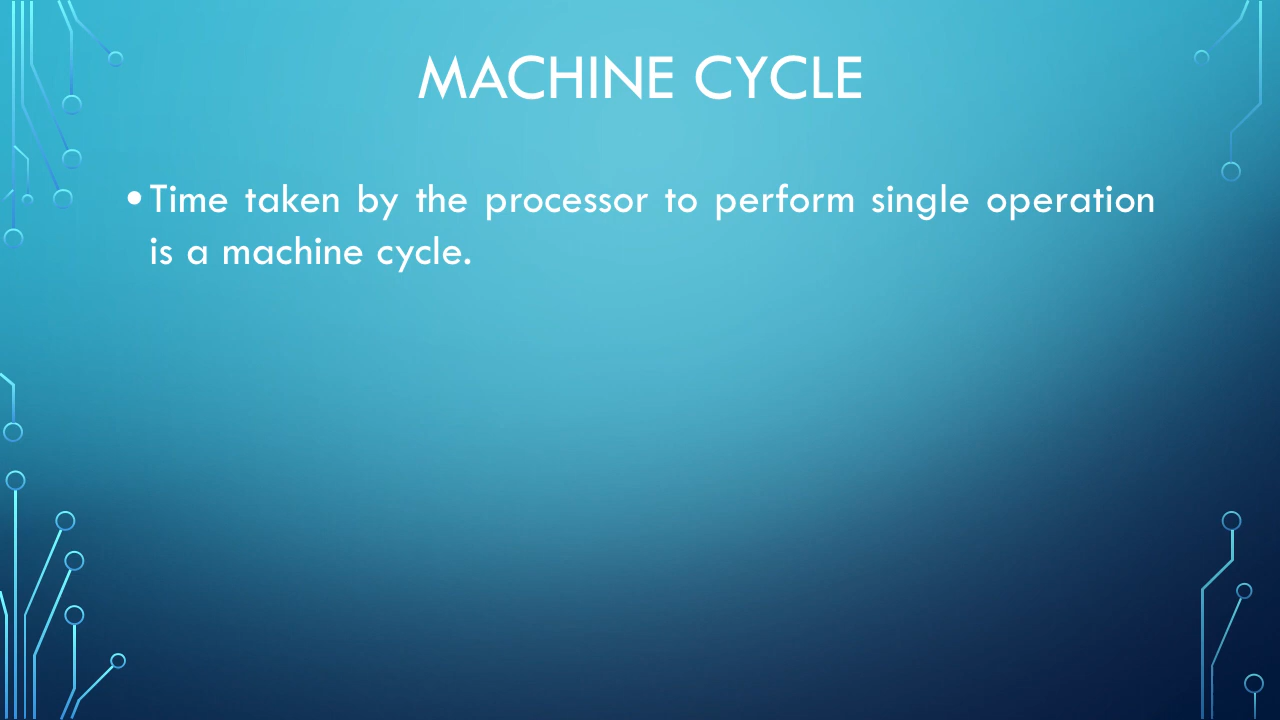 MACHINE CYCLE
•Time taken by the processor to perform single operation
is a machine cycle.